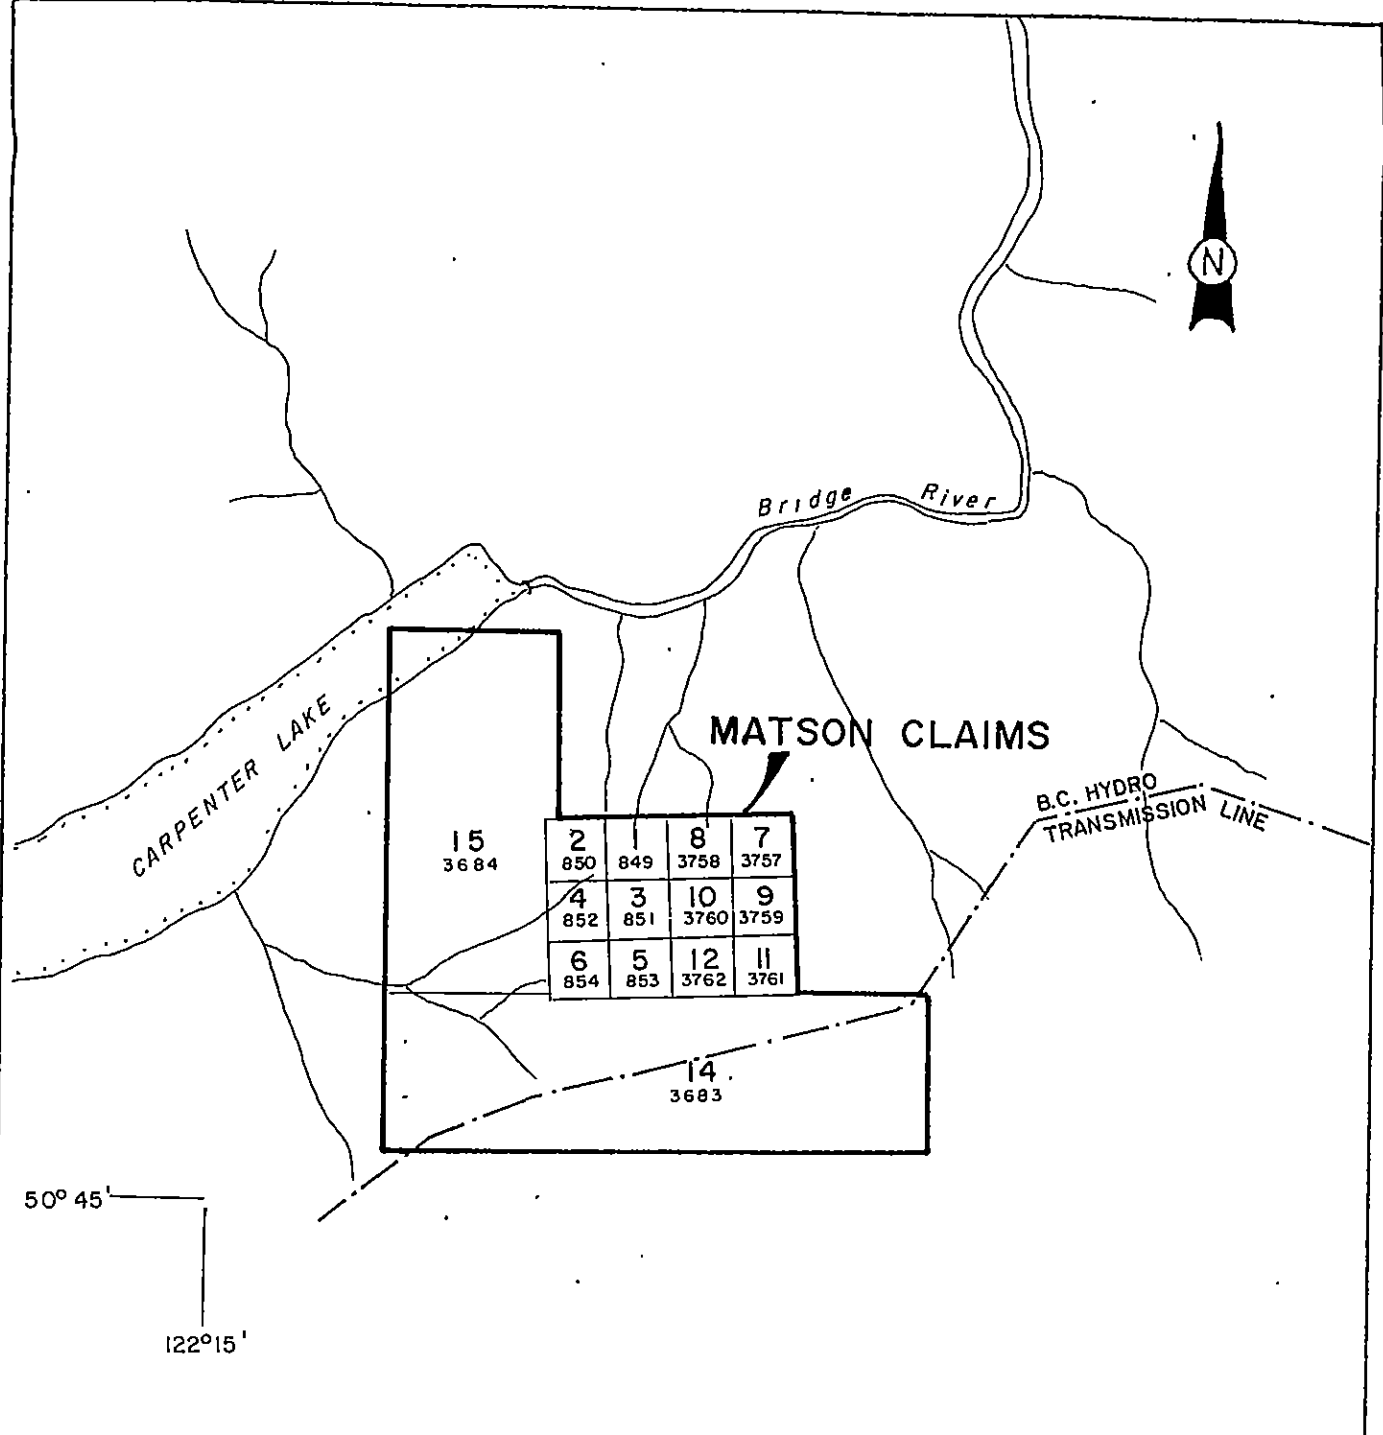 N
Bridge River
MATSON CLAIMS
CARPENTER LAKE
B.C. HYDRO
TRANSMISSION LINE
15
3684
2 1 8 7
850 849 3758 3757
4 3 10 9
852 851 3760 3759
6 5 12 11
854 853 3762 3761
14
3683
50° 45'
122° 15'